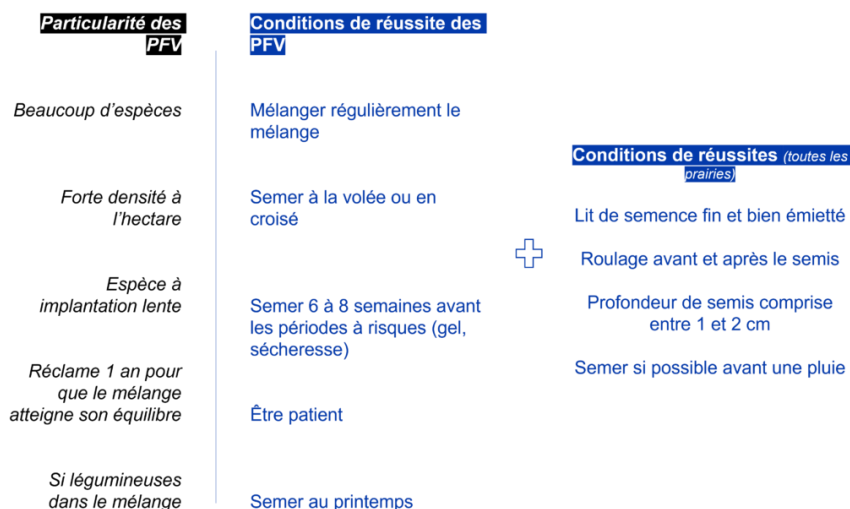 Particularité des
PFV
Conditions de réussite des
PFV
Beaucoup d'espèces
Mélanger régulièrement le
mélange
Forte densité à
l'hectare
Semer à la volée ou en
croisé
Espèce à
implantation lente
Semer 6 à 8 semaines avant
les périodes à risques (gel,
sécheresse)
Réclame 1 an pour
que le mélange
atteigne son équilibre
Être patient
Si légumineuses
dans le mélange
Semer au printemps
Conditions de réussites (toutes les
prairies)
Lit de semence fin et bien émietté
Roulage avant et après le semis
Profondeur de semis comprise
entre 1 et 2 cm
Semer si possible avant une pluie